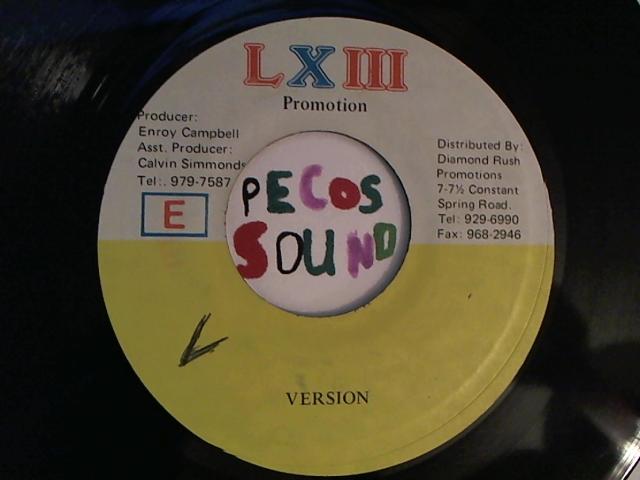 LXIII
Promotion
Producer:
Enroy Campbell
Asst. Producer:
Calvin Simmonds
Tel:. 979-7587
E
Distributed By:
Diamond Rush
Promotions
7-7½ Constant
Spring Road.
Tel: 929-6990
Fax: 968-2946
PECOS
SOUND
VERSION